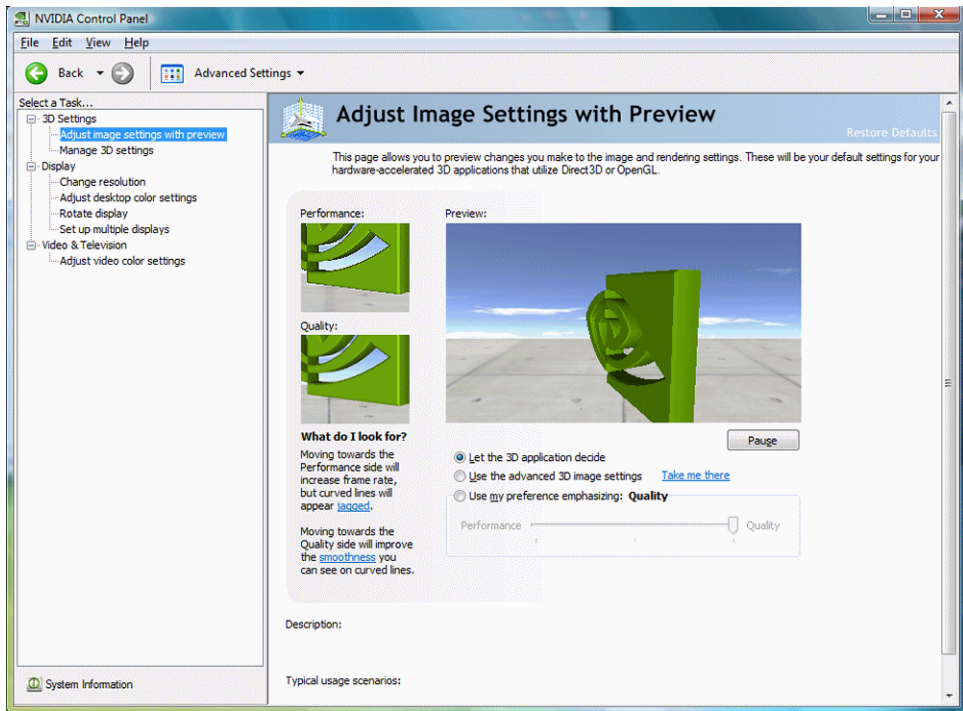 NVIDIA Control Panel
File Edit View Help
Back Advanced Settings
Select a Task...
3D Settings
Adjust image settings with preview
Manage 3D settings
Display
Change resolution
Adjust desktop color settings
Rotate display
Set up multiple displays
Video & Television
Adjust video color settings
System Information
Adjust Image Settings with Preview
Restore Defaults
This page allows you to preview changes you make to the image and rendering settings. These will be your default settings for your
hardware-accelerated 3D applications that utilize Direct3D or OpenGL.
Performance:
Quality:
What do I look for?
Moving towards the
Performance side will
increase frame rate,
but curved lines will
appear jagged.
Moving towards the
Quality side will improve
the smoothness you
can see on curved lines.
Preview:
Pause
Let the 3D application decide
Use the advanced 3D image settings Take me there
Use my preference emphasizing: Quality
Performance Quality
Description:
Typical usage scenarios: